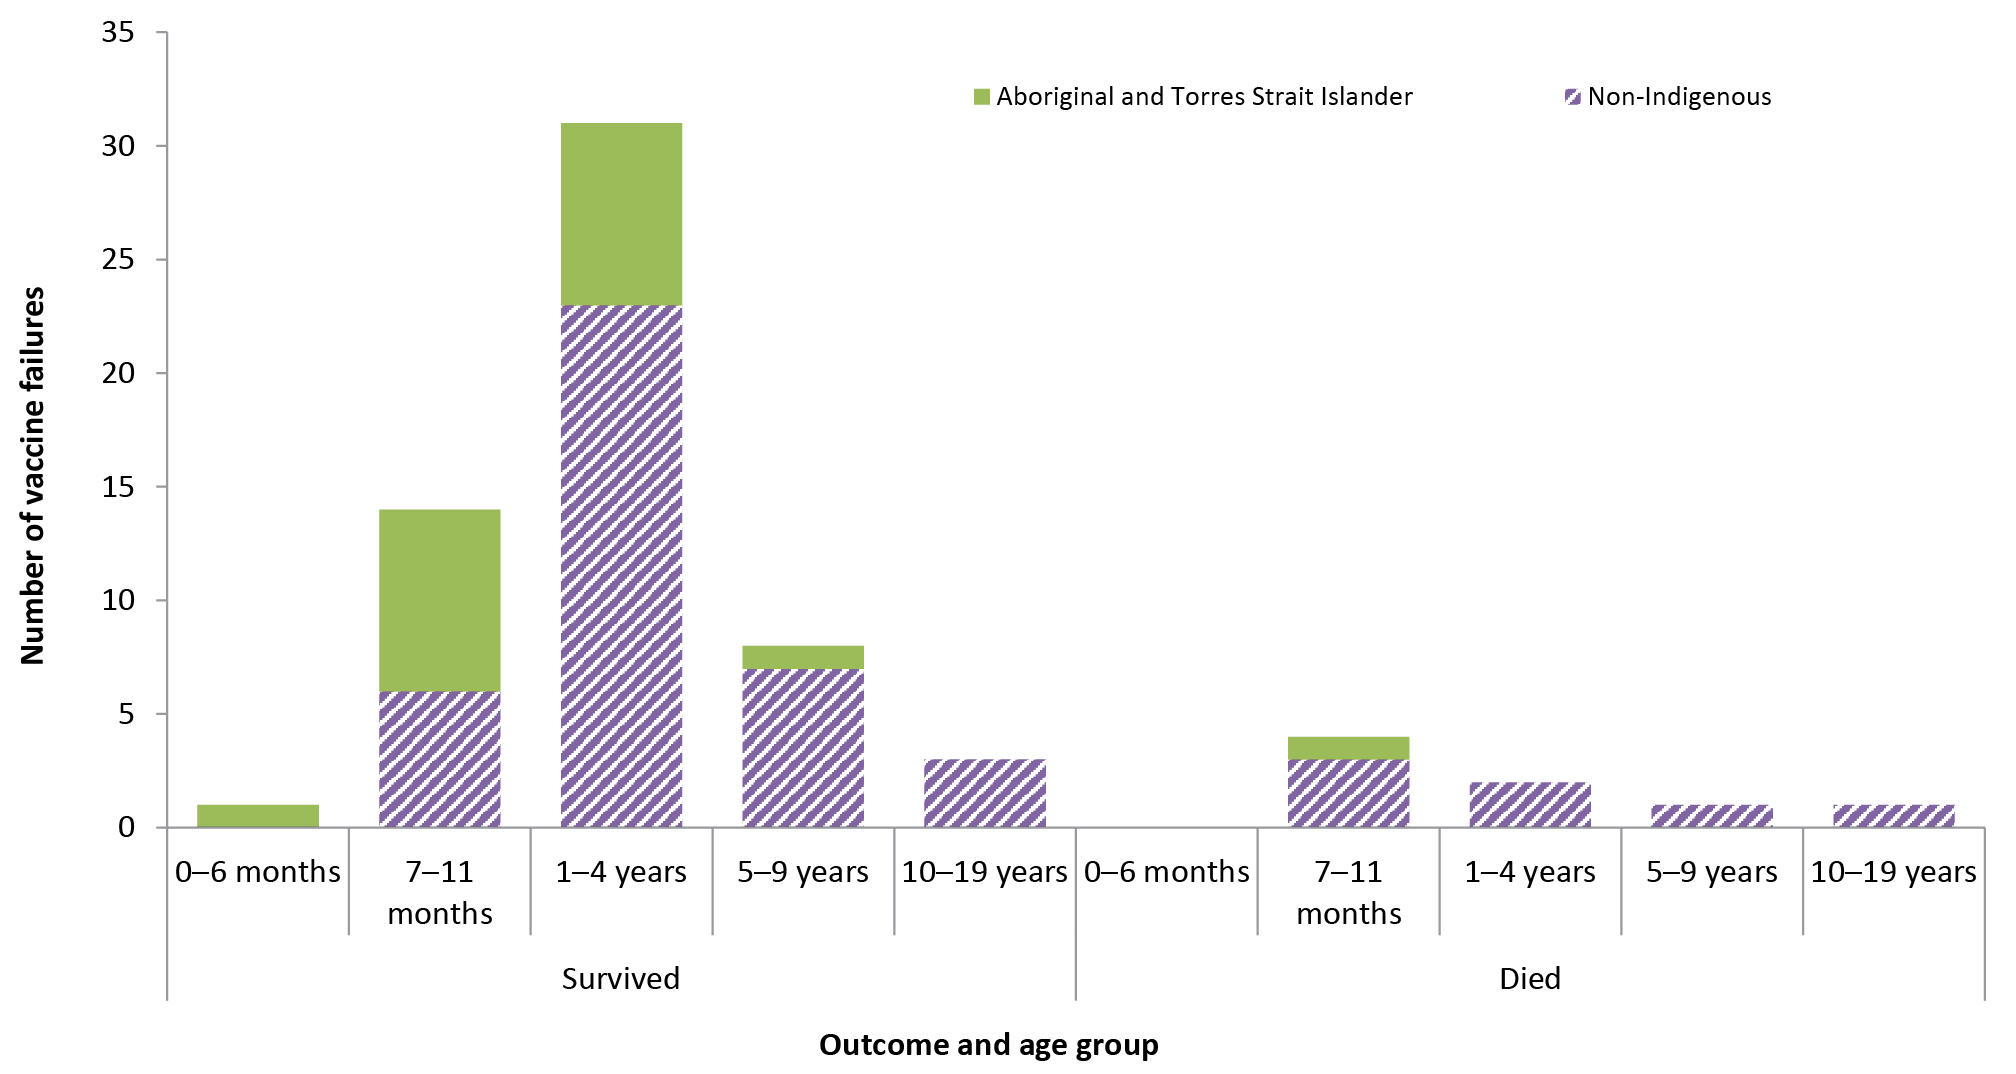 35
30
25
20
15
10
5
0
Number of vaccine failures
Aboriginal and Torres Strait Islander
Non-Indigenous
0–6 months
7–11
months
1–4 years
5–9 years
10–19 years
0–6 months
7–11
months
1–4 years
5–9 years
10–19 years
Survived
Died
Outcome and age group